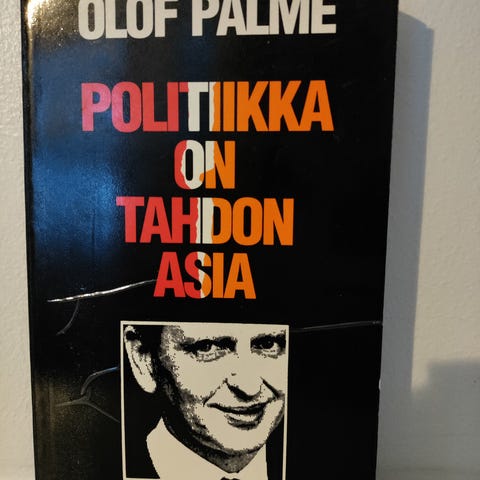 OLOF PALME
POLITIIKKA
ON
TAHDON
ASIA